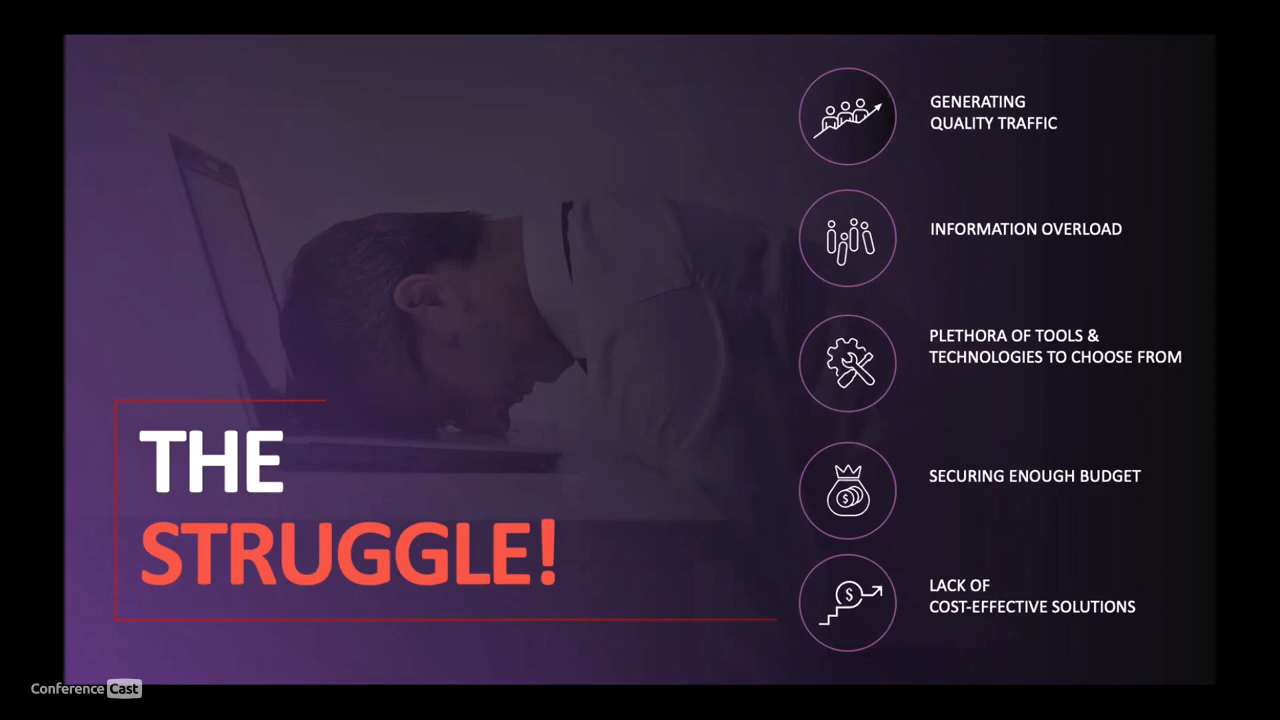 GENERATING
QUALITY TRAFFIC
INFORMATION OVERLOAD
PLETHORA OF TOOLS &
TECHNOLOGIES TO CHOOSE FROM
SECURING ENOUGH BUDGET
LACK OF
COST-EFFECTIVE SOLUTIONS
THE
STRUGGLE!
Conference Cast